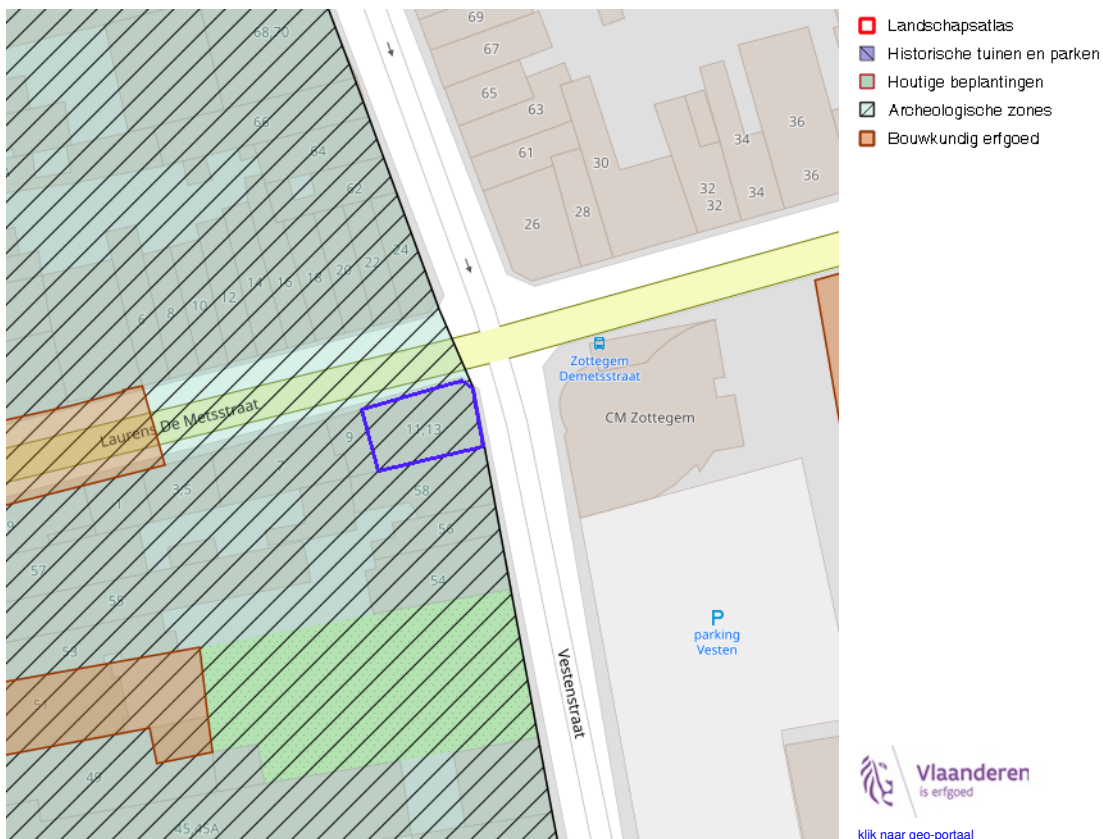 68,70
66
64
62
24
22
20
18
16
14
12
10
8
6
69
67
65
63
61
30
28
26
32
32
34
34
36
36
Zottegem
Demetsstraat
CM Zottegem
Laurens De Metsstraat
11,13
9
7
3,5
1
58
56
54
57
55
53
51
49
45,45A
P
parking
Vesten
Vestenstraat
Landschapsatlas
Historische tuinen en parken
Houtige beplantingen
Archeologische zones
Bouwkundig erfgoed
Vlaanderen
is erfgoed
klik naar geo-portaal